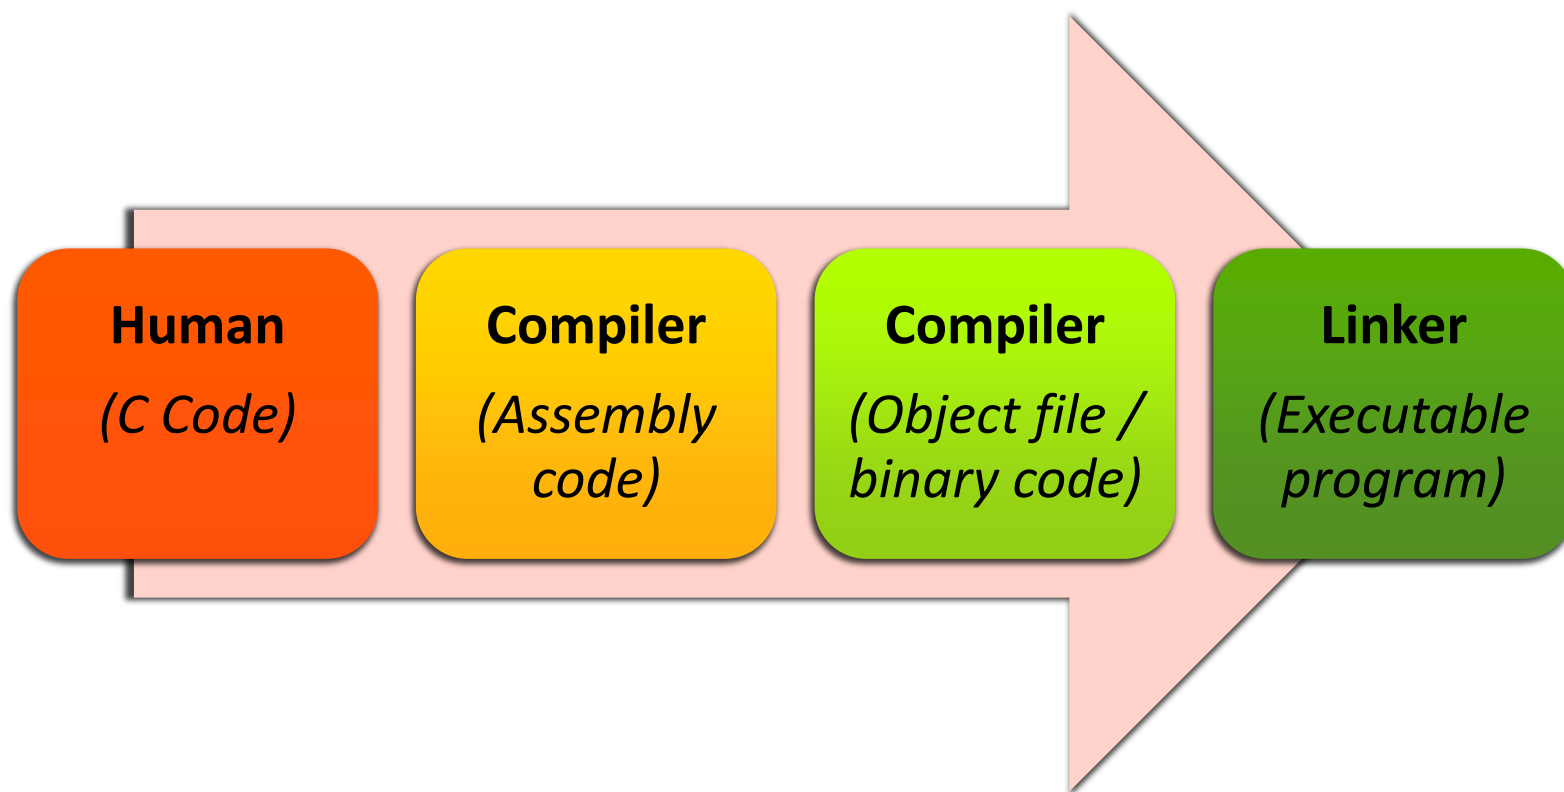 Human
(C Code)
Compiler
(Assembly
code)
Compiler
(Object file /
binary code)
Linker
(Executable
program)